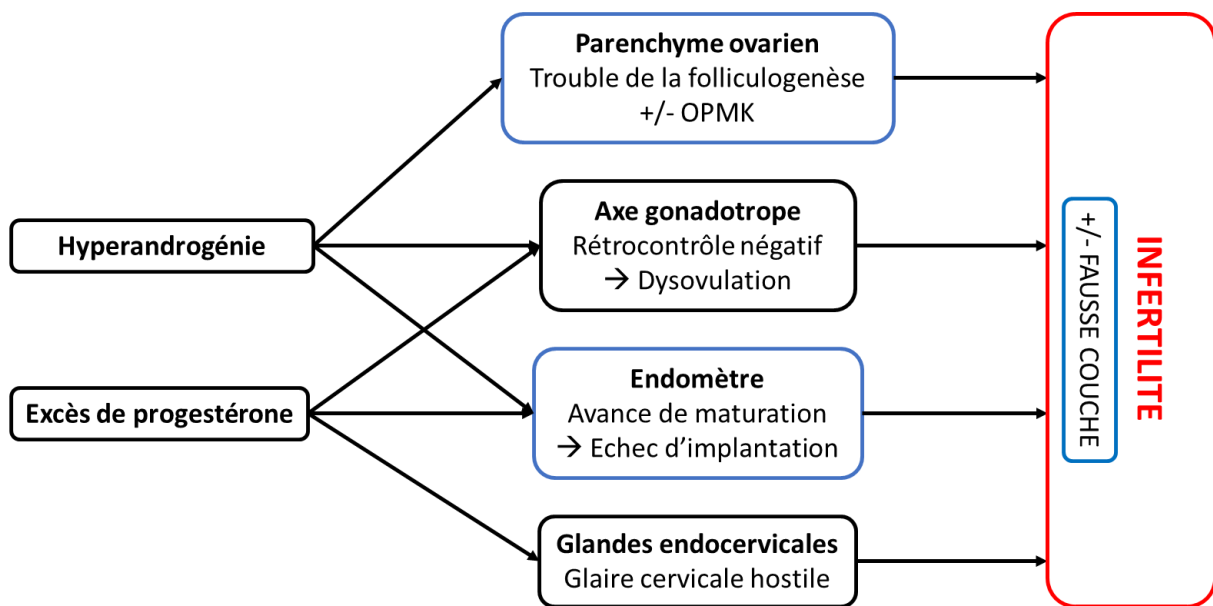 Hyperandrogénie
Excès de progestérone
Parenchyme ovarien
Trouble de la folliculogenèse
+/- OPMK
Axe gonadotrope
Rétrocontrôle négatif
→ Dysovulation
Endomètre
Avance de maturation
→ Echec d'implantation
Glandes endocervicales
Glaire cervicale hostile
+/- FAUSSE COUCHE
INFERTILITE